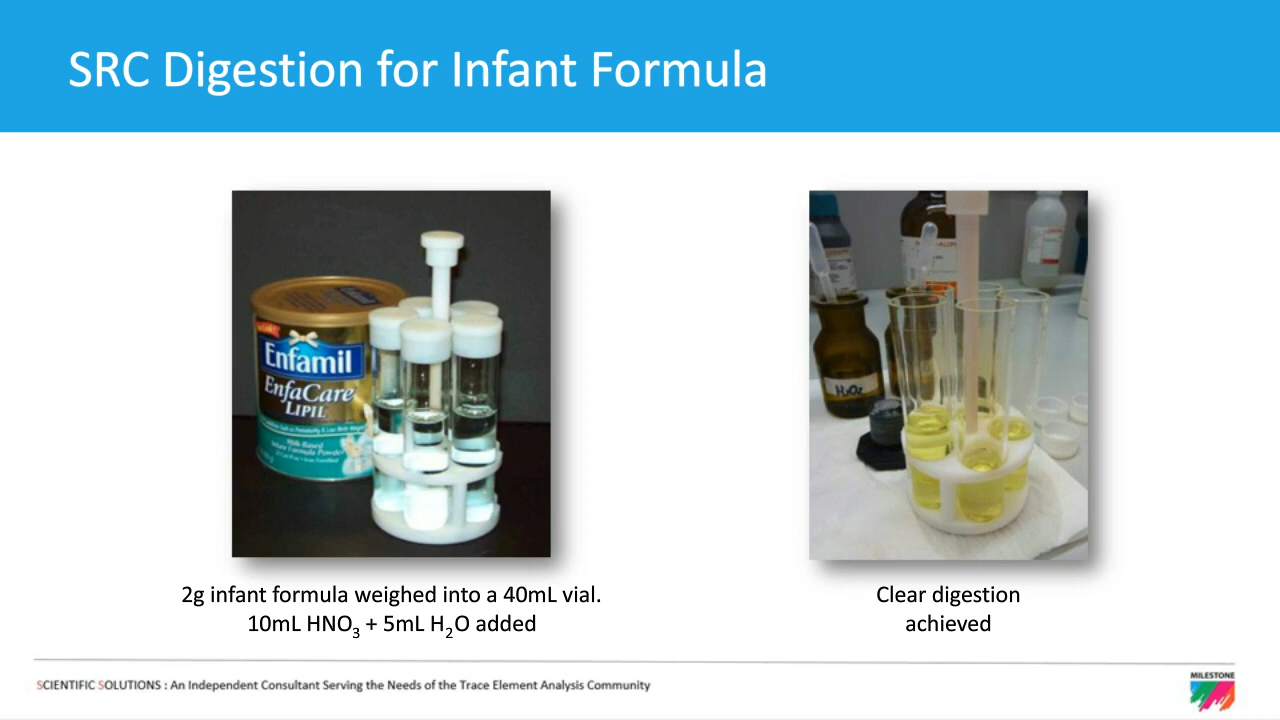 SRC Digestion for Infant Formula
Enfamil
EnfaCare
LIPIL
Milk-Based
Infant Formula Powder
H₂O₂
2g infant formula weighed into a 40mL vial.
10mL HNO₃ + 5mL H₂O added
Clear digestion
achieved
SCIENTIFIC SOLUTIONS : An Independent Consultant Serving the Needs of the Trace Element Analysis Community
MILESTONE